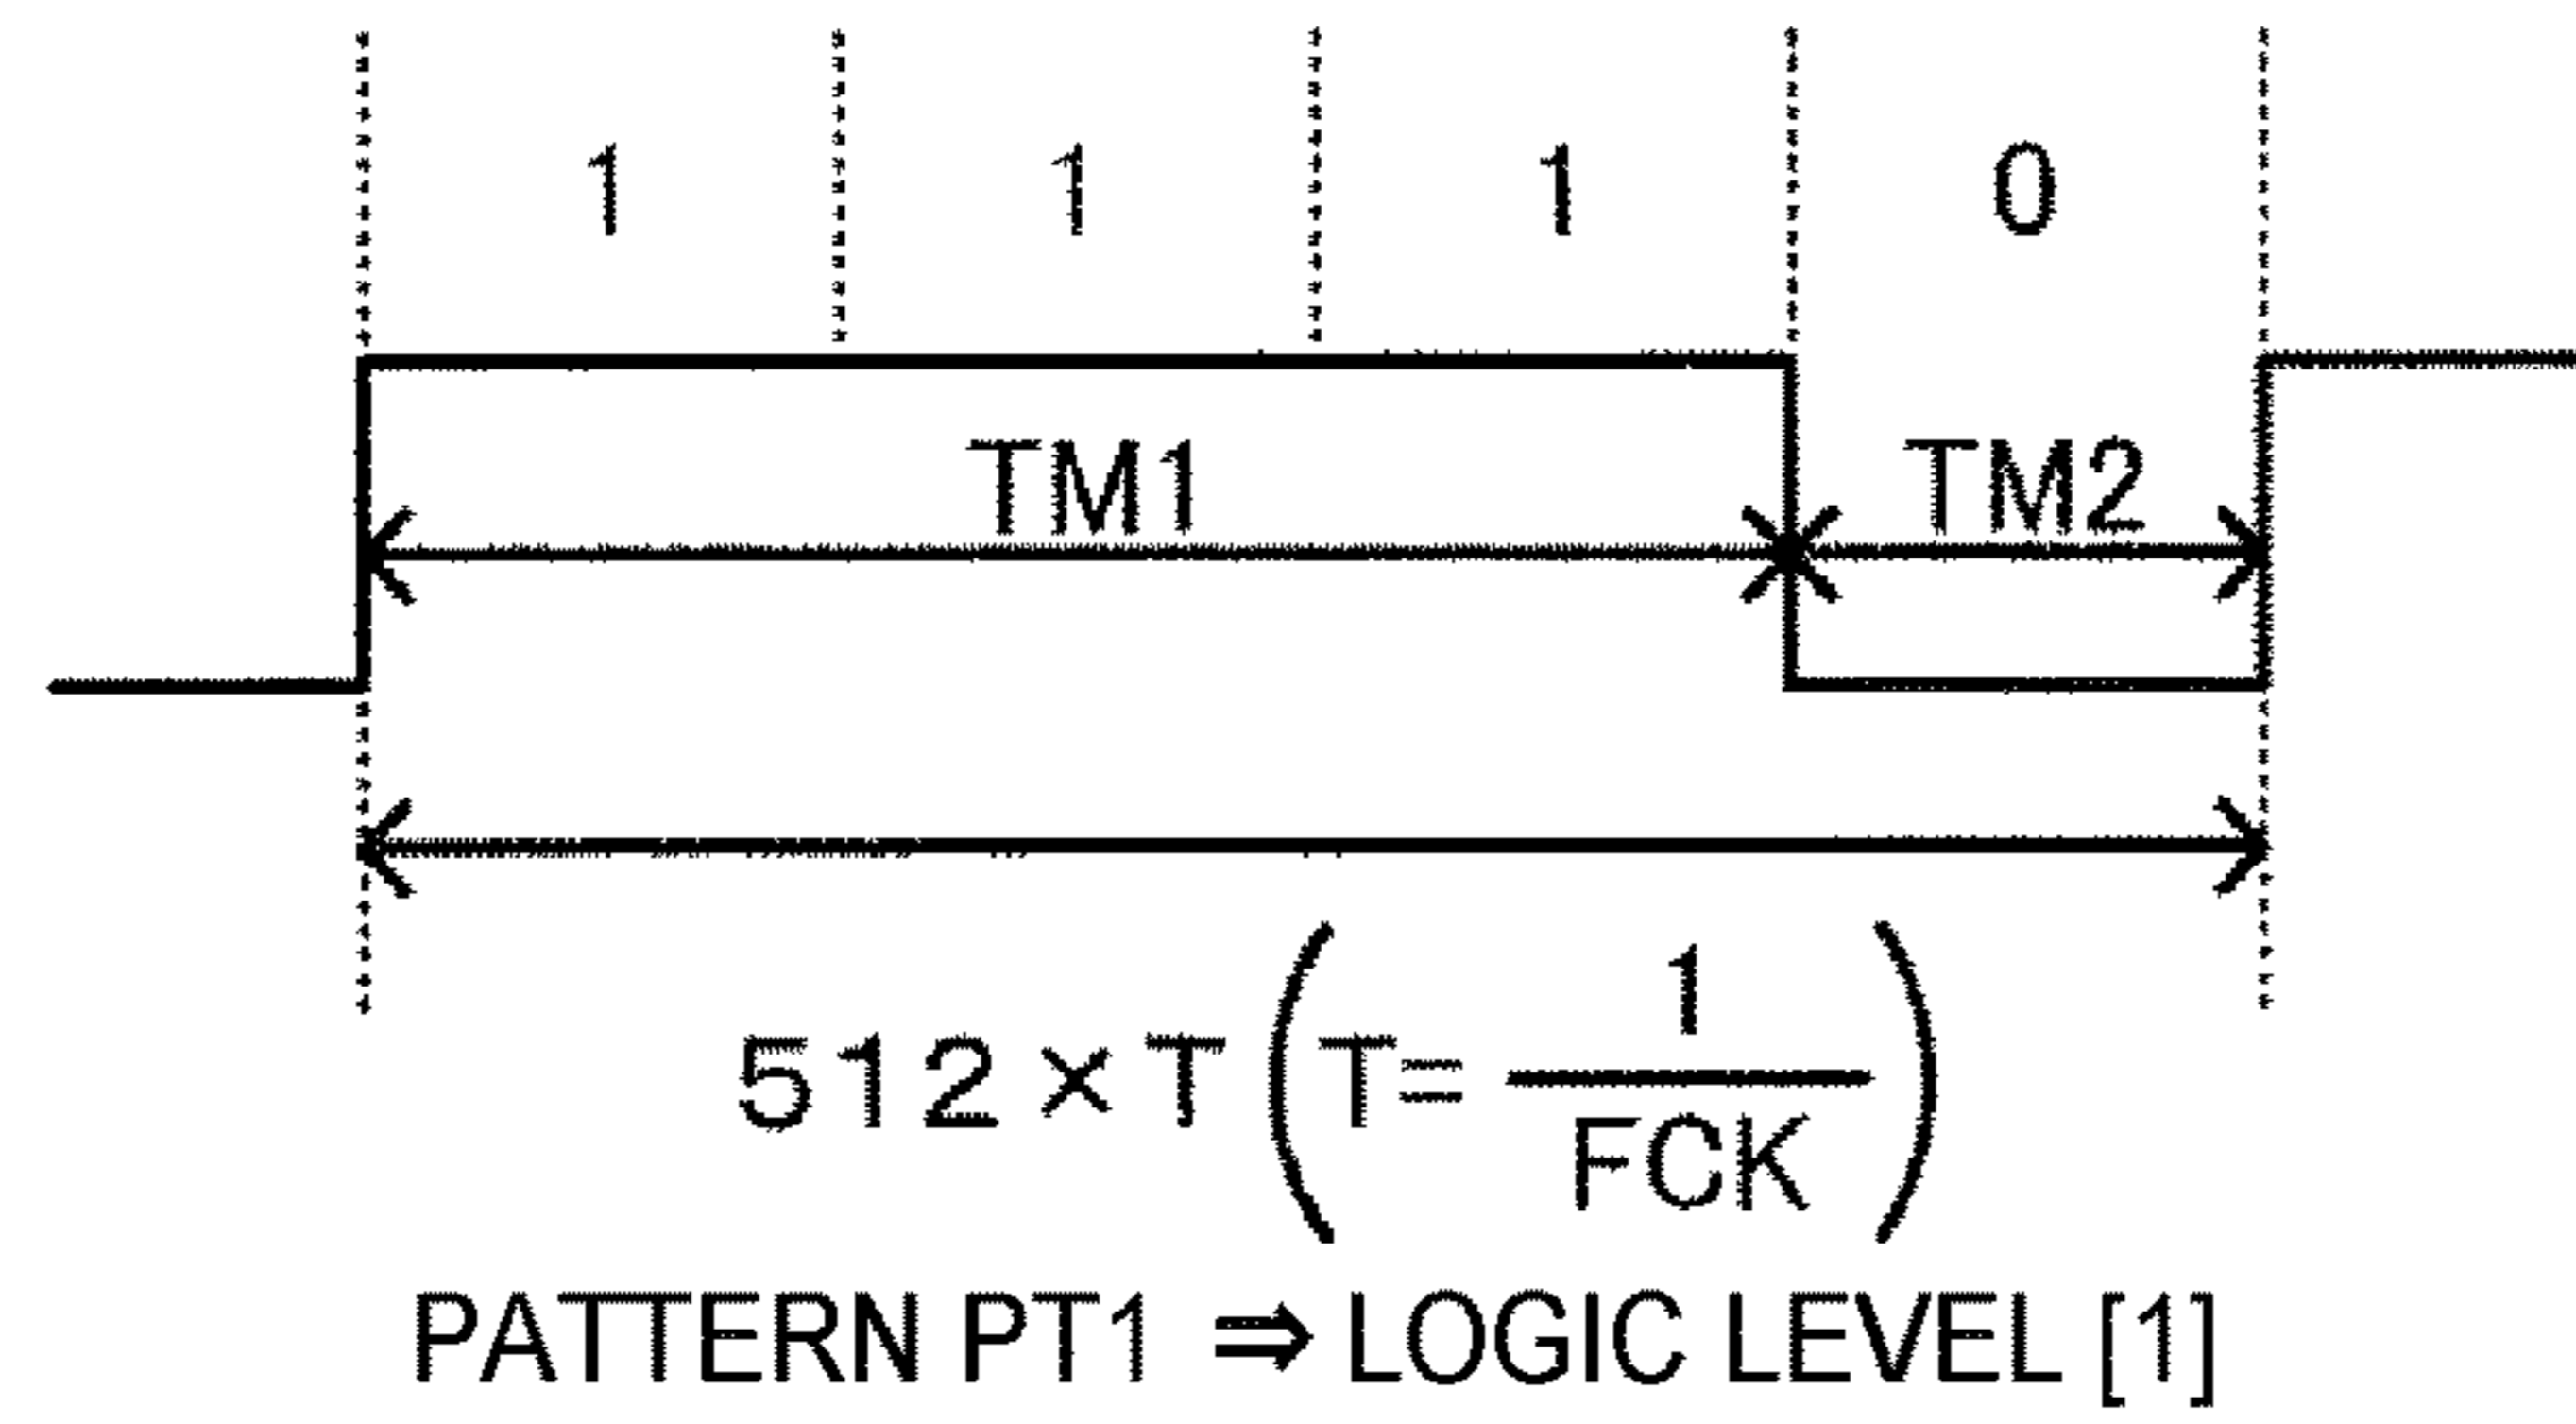 1 1 1 0
TM1 TM2
512×T(T=1/FCK)
PATTERN PT1 ⇒ LOGIC LEVEL [1]